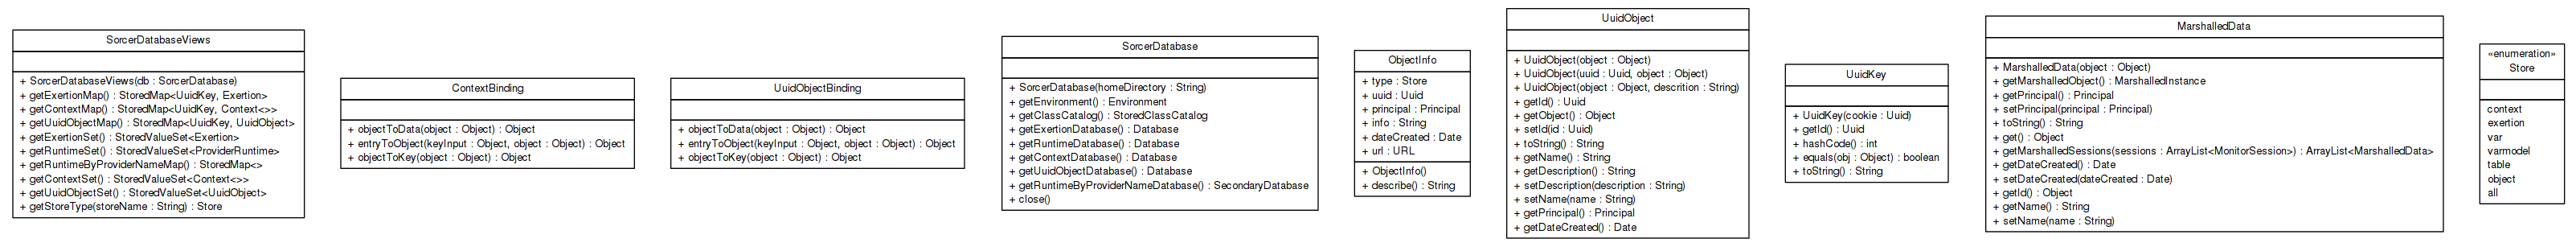 SorcerDatabaseViews
+ SorcerDatabaseViews(db : SorcerDatabase)
+ getExertionMap() : StoredMap<UuidKey, Exertion>
+ getContextMap() : StoredMap<UuidKey, Context<>>
+ getUuidObjectMap() : StoredMap<UuidKey, UuidObject>
+ getExertionSet() : StoredValueSet<Exertion>
+ getRuntimeSet() : StoredValueSet<ProviderRuntime>
+ getRuntimeByProviderNameMap() : StoredMap<>
+ getContextSet() : StoredValueSet<Context<>>
+ getUuidObjectSet() : StoredValueSet<UuidObject>
+ getStoreType(storeName : String) : Store
ContextBinding
+ objectToData(object : Object) : Object
+ entryToObject(keyInput : Object, object : Object) : Object
+ objectToKey(object : Object) : Object
UuidObjectBinding
+ objectToData(object : Object) : Object
+ entryToObject(keyInput : Object, object : Object) : Object
+ objectToKey(object : Object) : Object
SorcerDatabase
+ SorcerDatabase(homeDirectory : String)
+ getEnvironment() : Environment
+ getClassCatalog() : StoredClassCatalog
+ getExertionDatabase() : Database
+ getRuntimeDatabase() : Database
+ getContextDatabase() : Database
+ getUuidObjectDatabase() : Database
+ getRuntimeByProviderNameDatabase() : SecondaryDatabase
+ close()
ObjectInfo
+ type : Store
+ uuid : Uuid
+ principal : Principal
+ info : String
+ dateCreated : Date
+ url : URL
+ ObjectInfo()
+ describe() : String
UuidObject
+ UuidObject(object : Object)
+ UuidObject(uuid : Uuid, object : Object)
+ UuidObject(object : Object, descrition : String)
+ getId() : Uuid
+ getObject() : Object
+ setId(id : Uuid)
+ toString() : String
+ getName() : String
+ getDescription() : String
+ setDescription(description : String)
+ setName(name : String)
+ getPrincipal() : Principal
+ getDateCreated() : Date
UuidKey
+ UuidKey(cookie : Uuid)
+ getId() : Uuid
+ hashCode() : int
+ equals(obj : Object) : boolean
+ toString() : String
MarshalledData
+ MarshalledData(object : Object)
+ getMarshalledObject() : MarshalledInstance
+ getPrincipal() : Principal
+ setPrincipal(principal : Principal)
+ toString() : String
+ get() : Object
+ getMarshalledSessions(sessions : ArrayList<MonitorSession>) : ArrayList<MarshalledData>
+ getDateCreated() : Date
+ setDateCreated(dateCreated : Date)
+ getId() : Object
+ getName() : String
+ setName(name : String)
«enumeration»
Store
context
exertion
var
varmodel
table
object
all